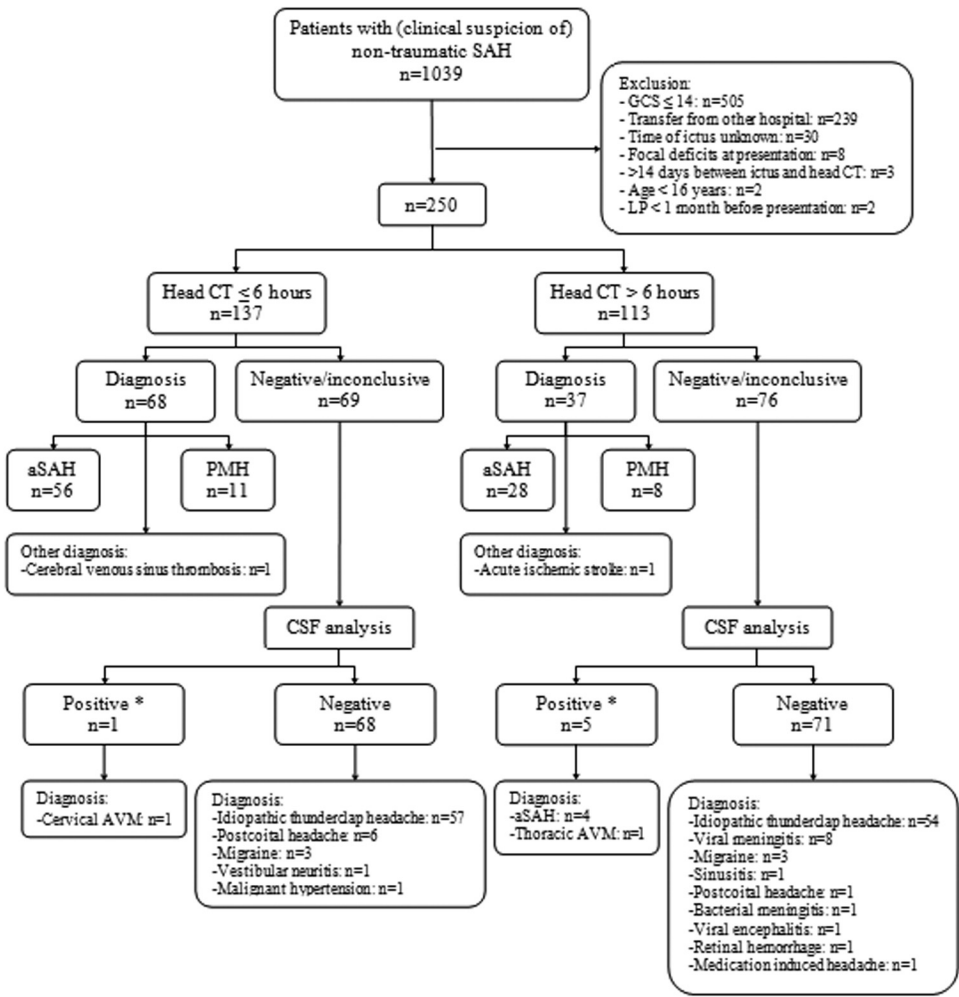 Patients with (clinical suspicion of)
non-traumatic SAH
n=1039
Exclusion:
- GCS ≤ 14: n=505
- Transfer from other hospital: n=239
- Time of ictus unknown: n=30
- Focal deficits at presentation: n=8
- >14 days between ictus and head CT: n=3
- Age < 16 years: n=2
- LP < 1 month before presentation: n=2
n=250
Head CT ≤ 6 hours
n=137
Head CT > 6 hours
n=113
Diagnosis
n=68
Negative/inconclusive
n=69
Diagnosis
n=37
Negative/inconclusive
n=76
aSAH
n=56
PMH
n=11
aSAH
n=28
PMH
n=8
Other diagnosis:
-Cerebral venous sinus thrombosis: n=1
Other diagnosis:
-Acute ischemic stroke: n=1
CSF analysis
CSF analysis
Positive *
n=1
Negative
n=68
Positive *
n=5
Negative
n=71
Diagnosis:
-Cervical AVM: n=1
Diagnosis:
-Idiopathic thunderclap headache: n=57
-Postcoital headache: n=6
-Migraine: n=3
-Vestibular neuritis: n=1
-Malignant hypertension: n=1
Diagnosis:
-aSAH: n=4
-Thoracic AVM: n=1
Diagnosis:
-Idiopathic thunderclap headache: n=54
-Viral meningitis: n=8
-Migraine: n=3
-Sinusitis: n=1
-Postcoital headache: n=1
-Bacterial meningitis: n=1
-Viral encephalitis: n=1
-Retinal hemorrhage: n=1
-Medication induced headache: n=1